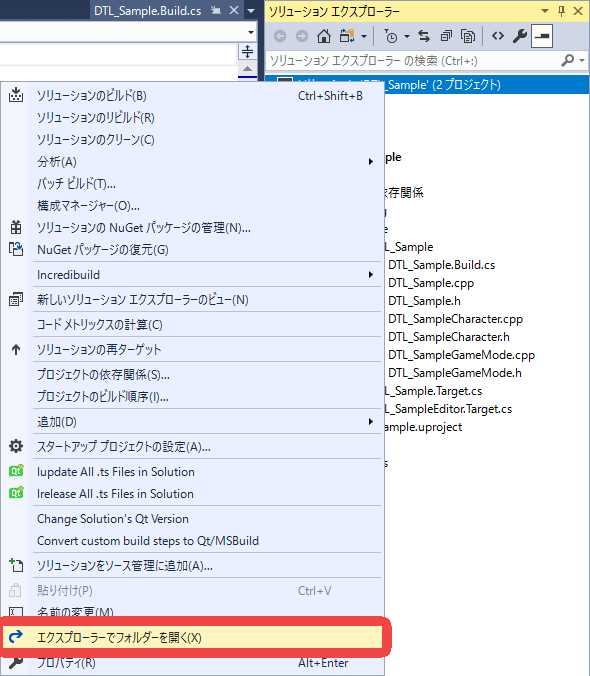 DTL_Sample.Build.cs
ソリューション エクスプローラー
ソリューション エクスプローラー の検索 (Ctrl+:)
_Sample' (2 プロジェクト)
ソリューションのビルド(B) Ctrl+Shift+B
ソリューションのリビルド(R)
ソリューションのクリーン(C)
分析(A)
バッチ ビルド(T)...
構成マネージャー(O)...
ソリューションの NuGet パッケージの管理(N)...
NuGet パッケージの復元(G)
Incredibuild
新しいソリューション エクスプローラーのビュー(N)
コード メトリックスの計算(C)
ソリューションの再ターゲット
プロジェクトの依存関係(S)...
プロジェクトのビルド順序(I)...
追加(D)
スタートアップ プロジェクトの設定(A)...
lupdate All .ts Files in Solution
lrelease All .ts Files in Solution
Change Solution's Qt Version
Convert custom build steps to Qt/MSBuild
ソリューションをソース管理に追加(A)...
貼り付け(P) Ctrl+V
名前の変更(M)
エクスプローラーでフォルダーを開く(X)
プロパティ(R) Alt+Enter
ple
存関係
e
L_Sample
DTL_Sample.Build.cs
DTL_Sample.cpp
DTL_Sample.h
DTL_SampleCharacter.cpp
DTL_SampleCharacter.h
DTL_SampleGameMode.cpp
DTL_SampleGameMode.h
L_Sample.Target.cs
L_SampleEditor.Target.cs
ample.uproject
s